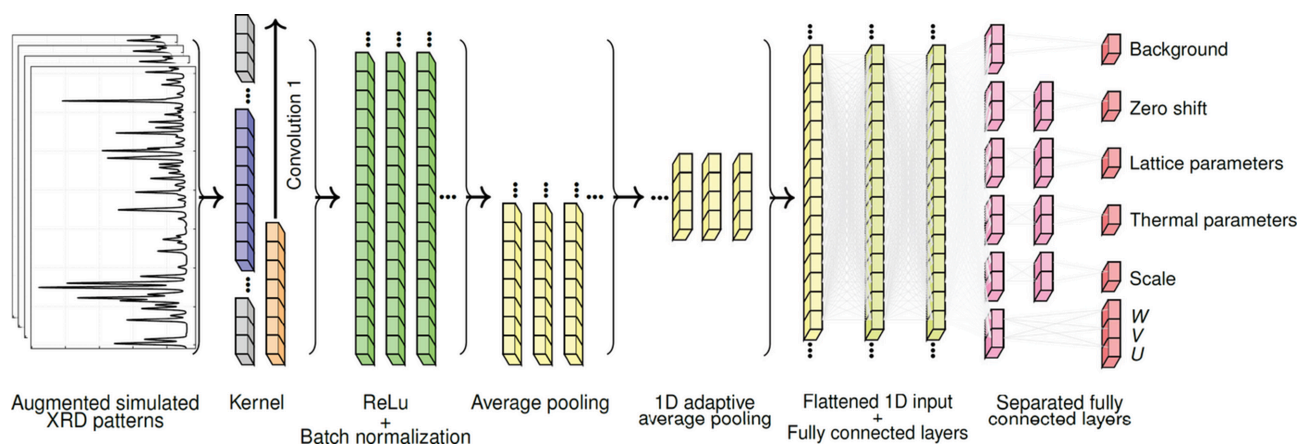 Convolution 1
Background
Zero shift
Lattice parameters
Thermal parameters
Scale
W
V
U
Augmented simulated
XRD patterns
Kernel
ReLu
+
Batch normalization
Average pooling
1D adaptive
average pooling
Flattened 1D input
+
Fully connected layers
Separated fully
connected layers